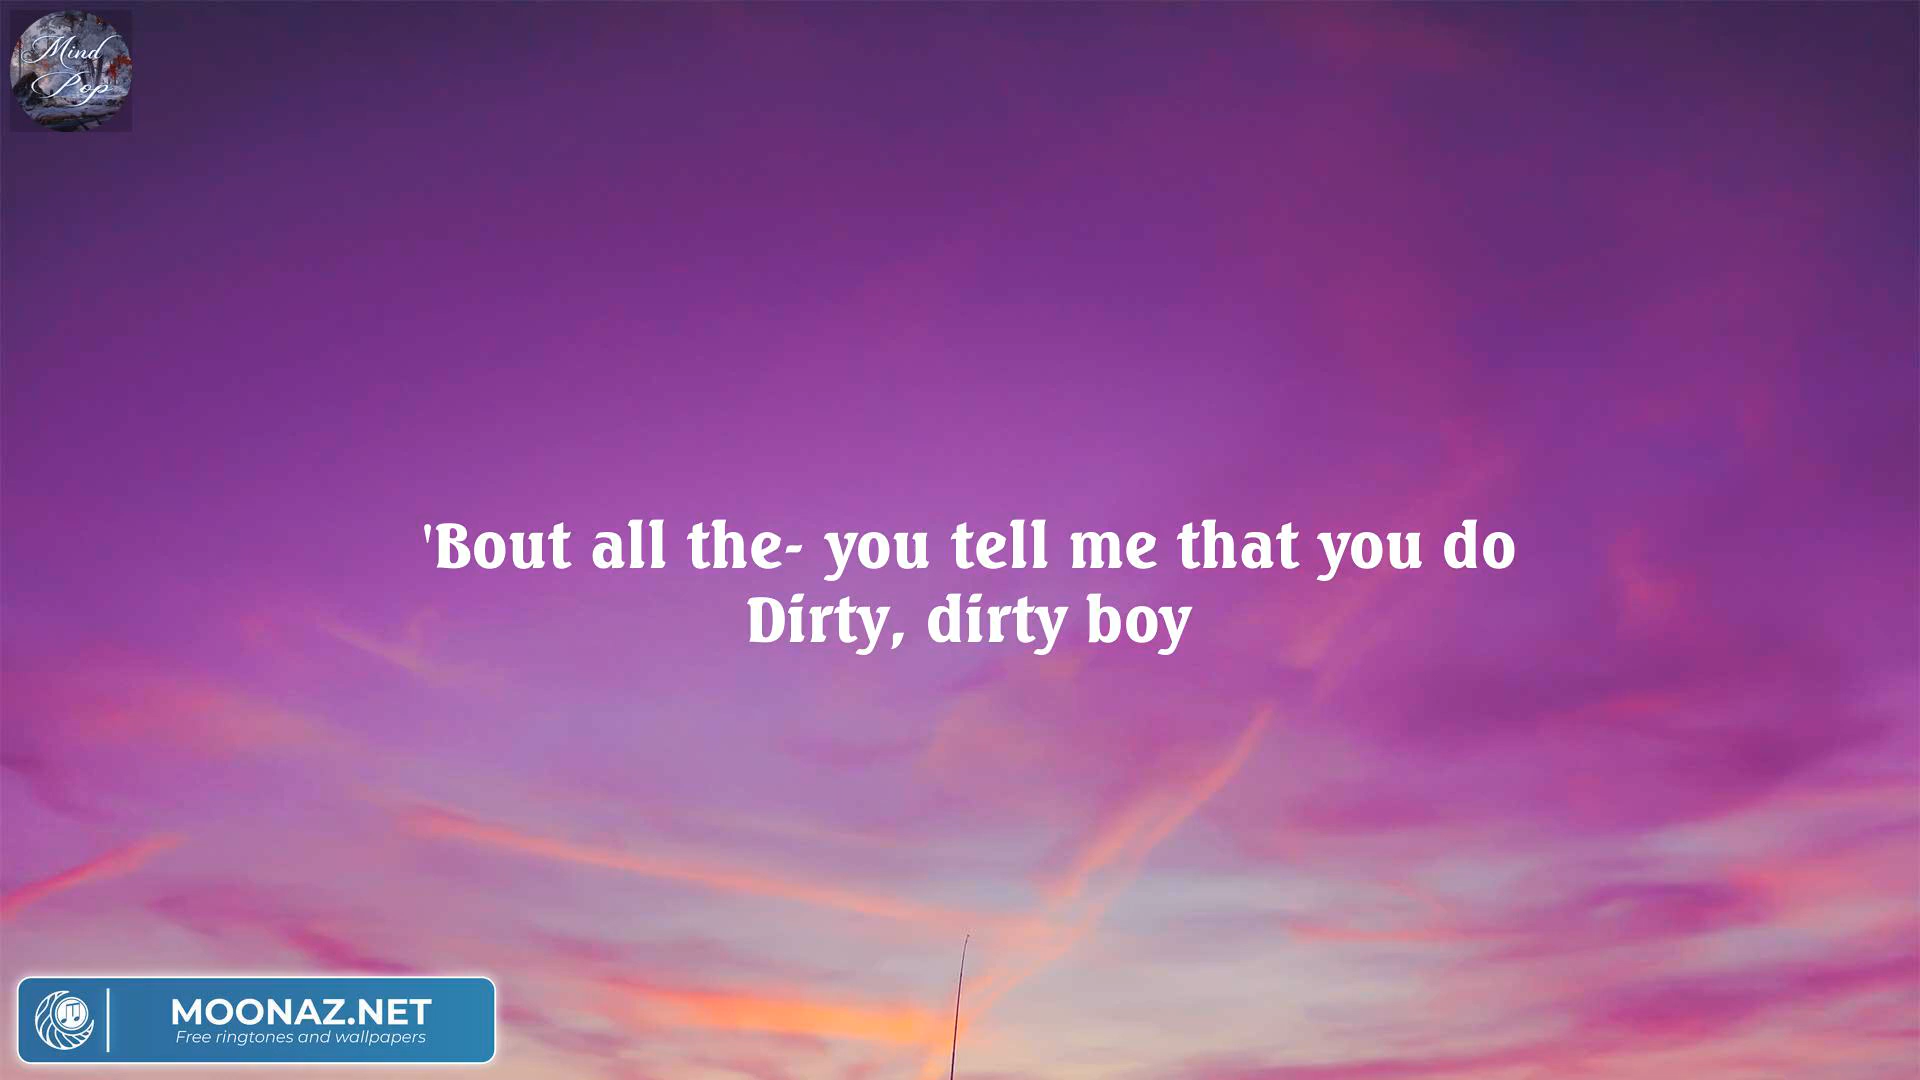 Mind
Pop
'Bout all the- you tell me that you do
Dirty, dirty boy
MOONAZ.NET
Free ringtones and wallpapers